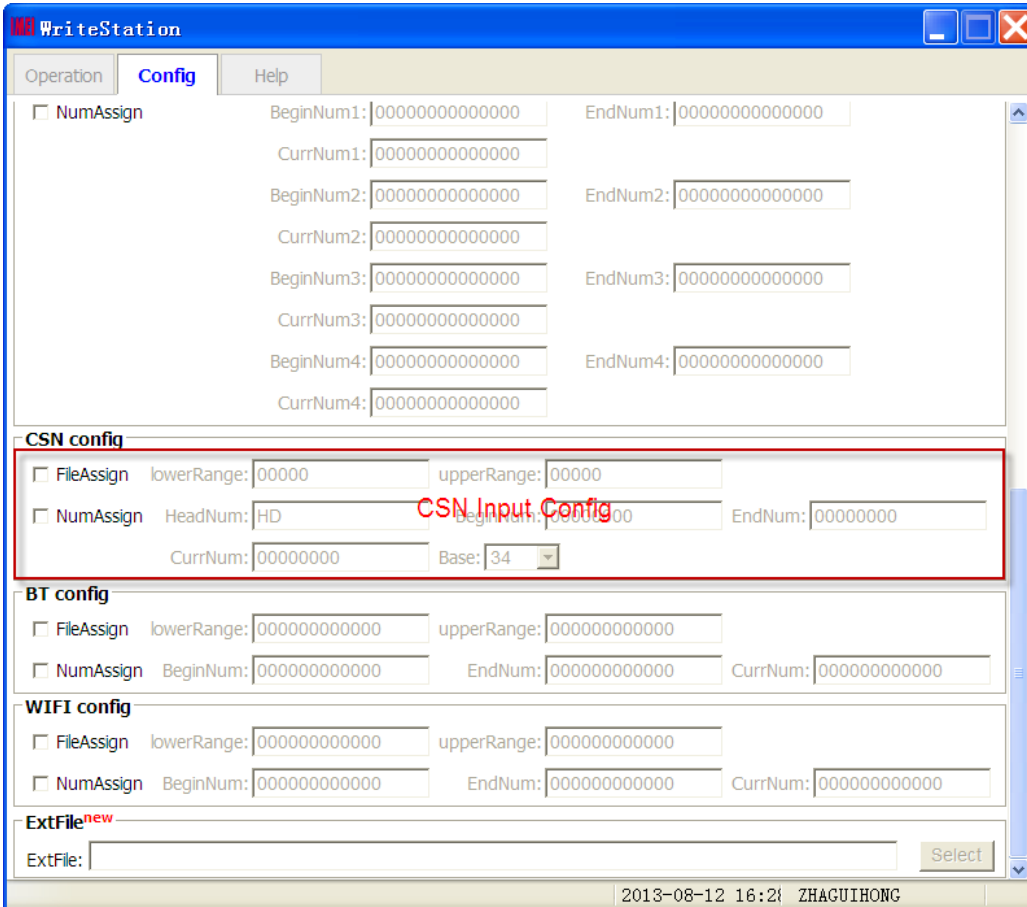 IMEI WriteStation
Operation Config Help
NumAssign BeginNum1: 00000000000000 EndNum1: 00000000000000
CurrNum1: 00000000000000
BeginNum2: 00000000000000 EndNum2: 00000000000000
CurrNum2: 00000000000000
BeginNum3: 00000000000000 EndNum3: 00000000000000
CurrNum3: 00000000000000
BeginNum4: 00000000000000 EndNum4: 00000000000000
CurrNum4: 00000000000000
CSN config
FileAssign lowerRange: 00000 upperRange: 00000
NumAssign HeadNum: HD BeginNum: 00000000 EndNum: 00000000
CSN Input Config
CurrNum: 00000000 Base: 34
BT config
FileAssign lowerRange: 000000000000 upperRange: 000000000000
NumAssign BeginNum: 000000000000 EndNum: 000000000000 CurrNum: 000000000000
WIFI config
FileAssign lowerRange: 000000000000 upperRange: 000000000000
NumAssign BeginNum: 000000000000 EndNum: 000000000000 CurrNum: 000000000000
ExtFile new
ExtFile: Select
2013-08-12 16:28 ZHAGUIHONG